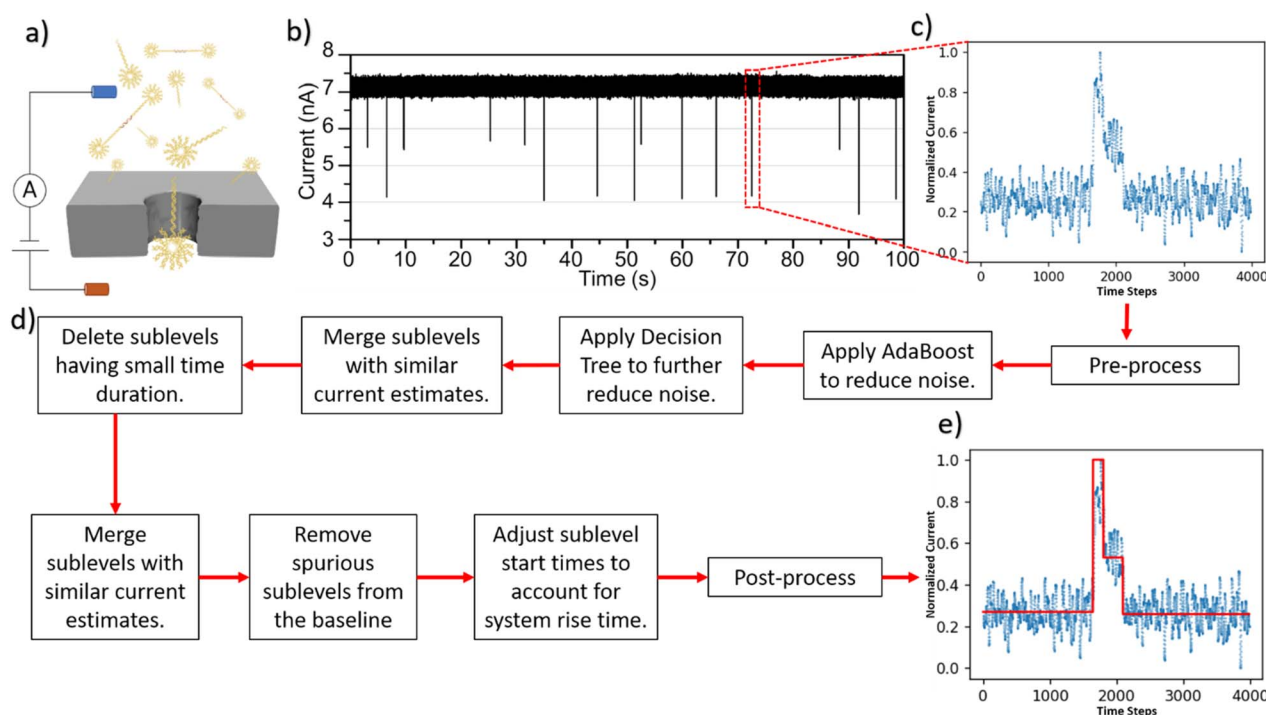 a)
A
b)
8
7
6
5
4
3
Current (nA)
0 10 20 30 40 50 60 70 80 90 100
Time (s)
c)
1.0
0.8
0.6
0.4
0.2
0.0
Normalized Current
0 1000 2000 3000 4000
Time Steps
d)
Pre-process
Apply AdaBoost
to reduce noise.
Apply Decision
Tree to further
reduce noise.
Merge sublevels
with similar
current estimates.
Delete sublevels
having small time
duration.
Merge
sublevels with
similar current
estimates.
Remove
spurious
sublevels from
the baseline
Adjust sublevel
start times to
account for
system rise time.
Post-process
e)
1.0
0.8
0.6
0.4
0.2
0.0
Normalized Current
0 1000 2000 3000 4000
Time Steps